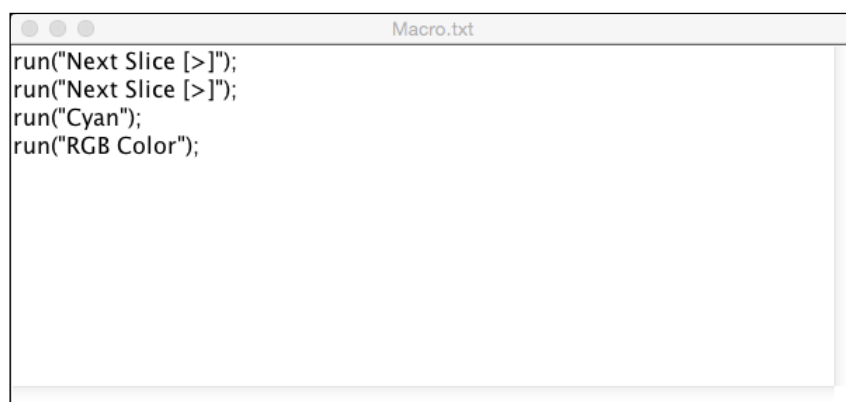 Macro.txt
run("Next Slice [>]");
run("Next Slice [>]");
run("Cyan");
run("RGB Color");